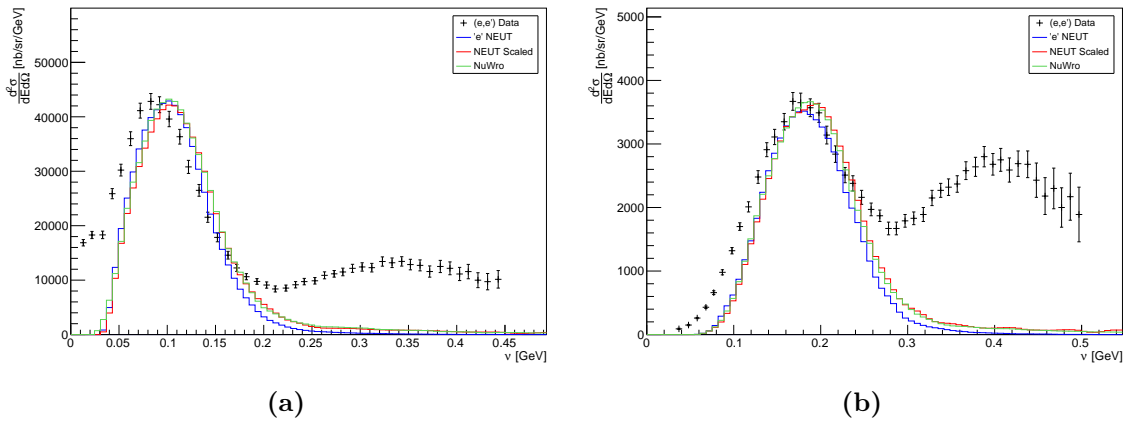 d²σ/dEdΩ [nb/sr/GeV]
50000
40000
30000
20000
10000
0
0 0.05 0.1 0.15 0.2 0.25 0.3 0.35 0.4 0.45
ν [GeV]
(e,e') Data
'e' NEUT
NEUT Scaled
NuWro
(a)
d²σ/dEdΩ [nb/sr/GeV]
5000
4000
3000
2000
1000
0
0 0.1 0.2 0.3 0.4 0.5
ν [GeV]
(e,e') Data
'e' NEUT
NEUT Scaled
NuWro
(b)